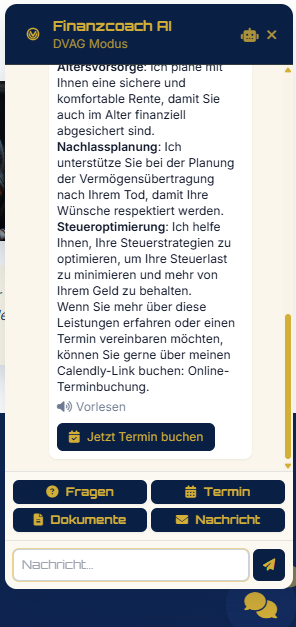 Finanzcoach AI
DVAG Modus
Altersvorsorge: Ich plane mit
Ihnen eine sichere und
komfortable Rente, damit Sie
auch im Alter finanziell
abgesichert sind.
Nachlassplanung: Ich
unterstütze Sie bei der Planung
der Vermögensübertragung
nach Ihrem Tod, damit Ihre
Wünsche respektiert werden.
Steueroptimierung: Ich helfe
Ihnen, Ihre Steuerstrategien zu
optimieren, um Ihre Steuerlast
zu minimieren und mehr von
Ihrem Geld zu behalten.
Wenn Sie mehr über diese
Leistungen erfahren oder einen
Termin vereinbaren möchten,
können Sie gerne über meinen
Calendly-Link buchen: Online-
Terminbuchung.
Vorlesen
Jetzt Termin buchen
Fragen
Termin
Dokumente
Nachricht
Nachricht...